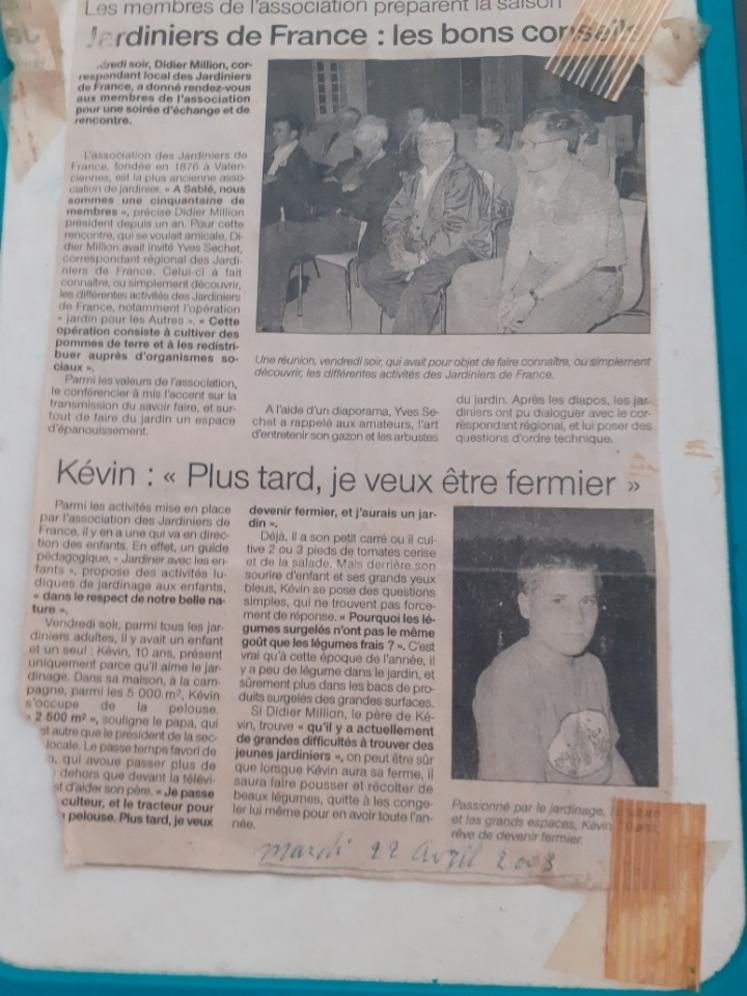 Les membres de l'association préparent la saison
Jardiniers de France : les bons conseils
redi soir, Didier Million, cor-
respondant local des Jardiniers
de France, a donné rendez-vous
aux membres de l'association
pour une soirée d'échange et de
rencontre.
L'association des Jardiniers de
France, fondée en 1876 à Valen-
ciennes, est la plus ancienne asso-
ciation de jardinier. « A Sablé, nous
sommes une cinquantaine de
membres », précise Didier Million
président depuis un an. Pour cette
rencontre, qui se voulait amicale, Di-
dier Million avait invité Yves Sechet,
correspondant régional des Jardi-
niers de France. Celui-ci à fait
connaître, ou simplement découvrir,
les différentes activités des Jardiniers
de France, notamment l'opération
« jardin pour les Autres ». « Cette
opération consiste à cultiver des
pommes de terre et à les redistri-
buer auprès d'organismes so-
ciaux ».
Parmi les valeurs de l'association,
le conférencier à mis l'accent sur la
transmission du savoir faire, et sur-
tout de faire du jardin un espace
d'épanouissement.
Une réunion, vendredi soir, qui avait pour objet de faire connaître, ou simplement
découvrir, les différentes activités des Jardiniers de France.
A l'aide d'un diaporama, Yves Se-
chet a rappelé aux amateurs, l'art
d'entretenir son gazon et les arbustes
du jardin. Après les diapos, les jar-
diniers ont pu dialoguer avec le cor-
respondant régional, et lui poser des
questions d'ordre technique.
Kévin : « Plus tard, je veux être fermier »
Parmi les activités mise en place
par l'association des Jardiniers de
France, il y en a une qui va en direc-
tion des enfants. En effet, un guide
pédagogique, « Jardiner avec les en-
fants », propose des activités lu-
diques de jardinage aux enfants,
« dans le respect de notre belle na-
ture ».
Vendredi soir, parmi tous les jar-
diniers adultes, il y avait un enfant
et un seul : Kévin, 10 ans, présent
uniquement parce qu'il aime le jar-
dinage. Dans sa maison, à la cam-
pagne, parmi les 5 000 m², Kévin
s'occupe de la pelouse.
« 2 500 m² », souligne le papa, qui
st autre que le président de la sec-
locale. Le passe temps favori de
n, qui avoue passer plus de
dehors que devant la télévi-
st d'aider son père. « Je passe
culteur, et le tracteur pour
pelouse. Plus tard, je veux
devenir fermier, et j'aurais un jar-
din ».
Déjà, il a son petit carré ou il cul-
tive 2 ou 3 pieds de tomates cerise
et de la salade. Mais derrière son
sourire d'enfant et ses grands yeux
bleus, Kévin se pose des questions
simples, qui ne trouvent pas force-
ment de réponse. « Pourquoi les lé-
gumes surgelés n'ont pas le même
goût que les légumes frais ? ». C'est
vrai qu'à cette époque de l'année, il
y a peu de légume dans le jardin, et
sûrement plus dans les bacs de pro-
duits surgelés des grandes surfaces.
Si Didier Million, le père de Ké-
vin, trouve « qu'il y a actuellement
de grandes difficultés à trouver des
jeunes jardiniers », on peut être sûr
que lorsque Kévin aura sa ferme, il
saura faire pousser et récolter de
beaux légumes, quitte à les conge-
ler lui même pour en avoir toute l'an-
née.
Passionné par le jardinage,
et les grands espaces, Kévin 10 ans,
rêve de devenir fermier.
mardi 22 avril 2003